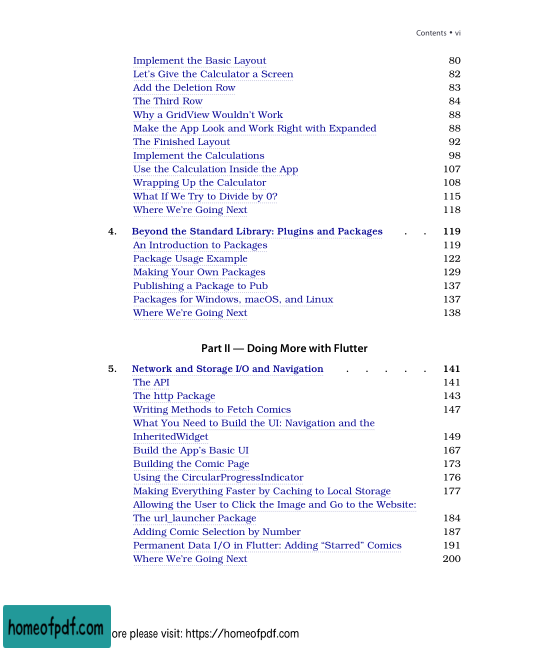 Contents • vi
Implement the Basic Layout 80
Let's Give the Calculator a Screen 82
Add the Deletion Row 83
The Third Row 84
Why a GridView Wouldn't Work 88
Make the App Look and Work Right with Expanded 88
The Finished Layout 92
Implement the Calculations 98
Use the Calculation Inside the App 107
Wrapping Up the Calculator 108
What If We Try to Divide by 0? 115
Where We're Going Next 118
4. Beyond the Standard Library: Plugins and Packages . . 119
An Introduction to Packages 119
Package Usage Example 122
Making Your Own Packages 129
Publishing a Package to Pub 137
Packages for Windows, macOS, and Linux 137
Where We're Going Next 138
Part II — Doing More with Flutter
5. Network and Storage I/O and Navigation . . . . . 141
The API 141
The http Package 143
Writing Methods to Fetch Comics 147
What You Need to Build the UI: Navigation and the
InheritedWidget 149
Build the App's Basic UI 167
Building the Comic Page 173
Using the CircularProgressIndicator 176
Making Everything Faster by Caching to Local Storage 177
Allowing the User to Click the Image and Go to the Website:
The url_launcher Package 184
Adding Comic Selection by Number 187
Permanent Data I/O in Flutter: Adding “Starred” Comics 191
Where We're Going Next 200
homeofpdf.com ore please visit: https://homeofpdf.com